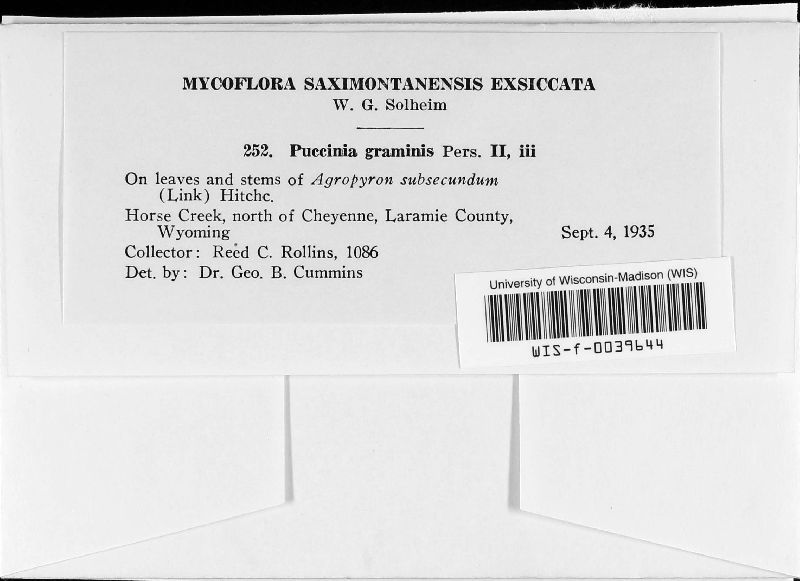 MYCOFLORA SAXIMONTANENSIS EXSICCATA
W. G. Solheim
252. Puccinia graminis Pers. II, iii
On leaves and stems of Agropyron subsecundum
(Link) Hitchc.
Horse Creek, north of Cheyenne, Laramie County,
Wyoming Sept. 4, 1935
Collector: Reed C. Rollins, 1086
Det. by: Dr. Geo. B. Cummins
University of Wisconsin-Madison (WIS)
WIS-f-0039644